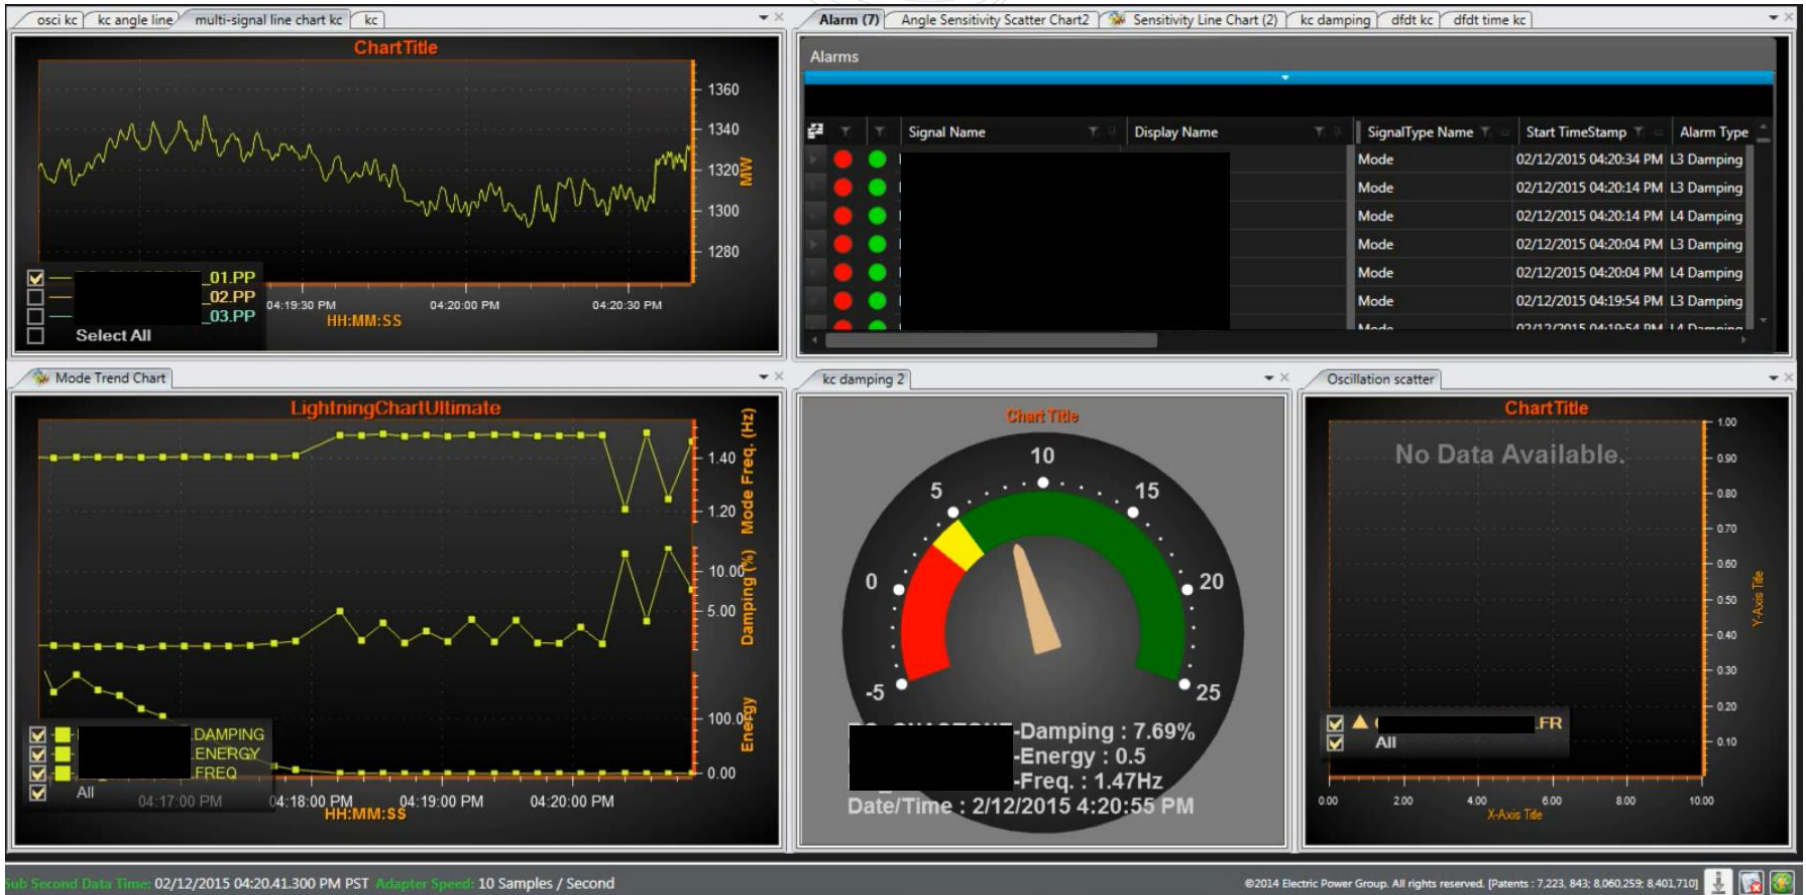 osci kc kc angle line multi-signal line chart kc kc
ChartTitle
1360
1340
1320
1300
1280
MW
_01.PP
_02.PP
_03.PP
Select All
04:19:30 PM 04:20:00 PM 04:20:30 PM
HH:MM:SS
Alarm (7) Angle Sensitivity Scatter Chart2 Sensitivity Line Chart (2) kc damping dfdt kc dfdt time kc
Alarms
Signal Name Display Name SignalType Name Start TimeStamp Alarm Type
Mode 02/12/2015 04:20:34 PM L3 Damping
Mode 02/12/2015 04:20:14 PM L3 Damping
Mode 02/12/2015 04:20:14 PM L4 Damping
Mode 02/12/2015 04:20:04 PM L3 Damping
Mode 02/12/2015 04:20:04 PM L4 Damping
Mode 02/12/2015 04:19:54 PM L3 Damping
Mode 02/12/2015 04:19:54 PM L4 Damping
Mode Trend Chart
LightningChartUltimate
1.40
1.20
Mode Freq. (Hz)
10.00
5.00
Damping (%)
100.0
0.00
Energy
.DAMPING
.ENERGY
.FREQ
All
04:17:00 PM 04:18:00 PM 04:19:00 PM 04:20:00 PM
HH:MM:SS
kc damping 2
Chart Title
-5
0
5
10
15
20
25
-Damping : 7.69%
-Energy : 0.5
-Freq. : 1.47Hz
Date/Time : 2/12/2015 4:20:55 PM
Oscillation scatter
ChartTitle
No Data Available.
1.00
0.90
0.80
0.70
0.60
0.50
0.40
0.30
0.20
0.10
Y-Axis Title
.FR
All
0.00 2.00 4.00 6.00 8.00 10.00
X-Axis Title
Sub Second Data Time: 02/12/2015 04:20.41.300 PM PST Adapter Speed: 10 Samples / Second
©2014 Electric Power Group. All rights reserved. [Patents : 7,223, 843; 8,060,259; 8,401,710]